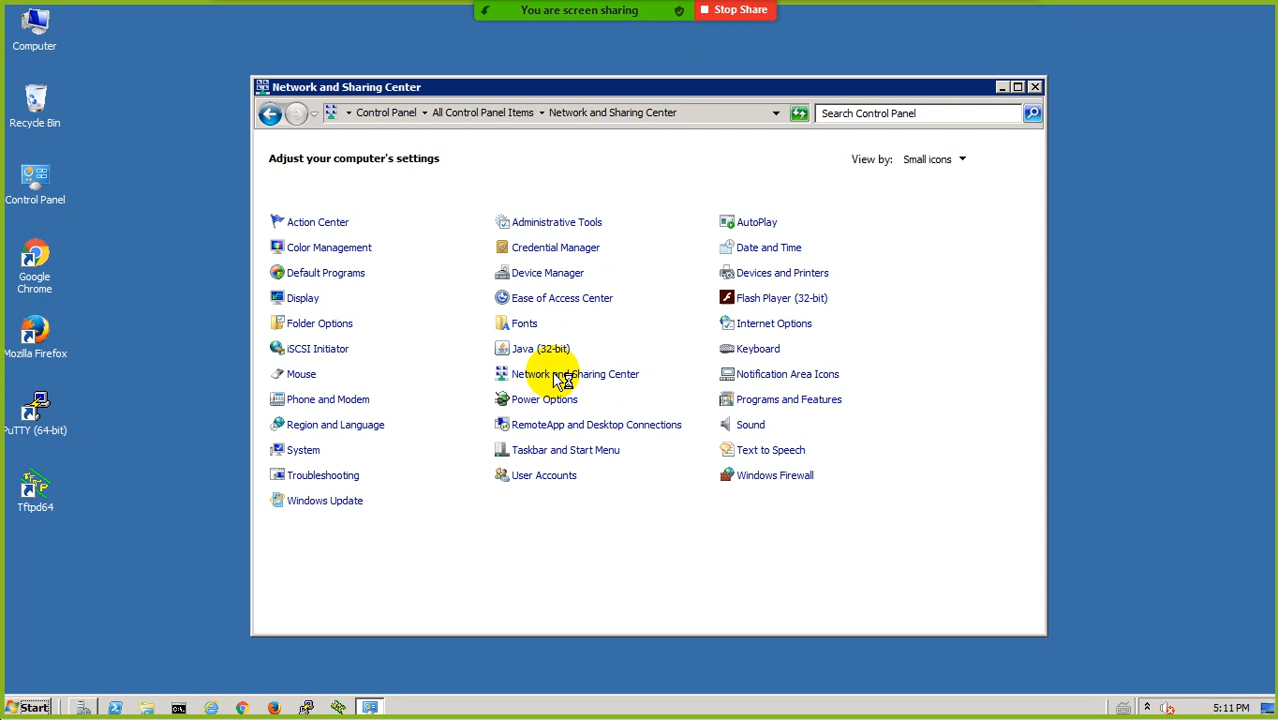 You are screen sharing
Stop Share
Computer
Recycle Bin
Control Panel
Google
Chrome
Mozilla Firefox
PuTTY (64-bit)
Tftpd64
Network and Sharing Center
Control Panel
All Control Panel Items
Network and Sharing Center
Search Control Panel
Adjust your computer's settings
View by: Small icons
Action Center
Administrative Tools
AutoPlay
Color Management
Credential Manager
Date and Time
Default Programs
Device Manager
Devices and Printers
Display
Ease of Access Center
Flash Player (32-bit)
Folder Options
Fonts
Internet Options
iSCSI Initiator
Java (32-bit)
Keyboard
Mouse
Network and Sharing Center
Notification Area Icons
Phone and Modem
Power Options
Programs and Features
Region and Language
RemoteApp and Desktop Connections
Sound
System
Taskbar and Start Menu
Text to Speech
Troubleshooting
User Accounts
Windows Firewall
Windows Update
Start
5:11 PM